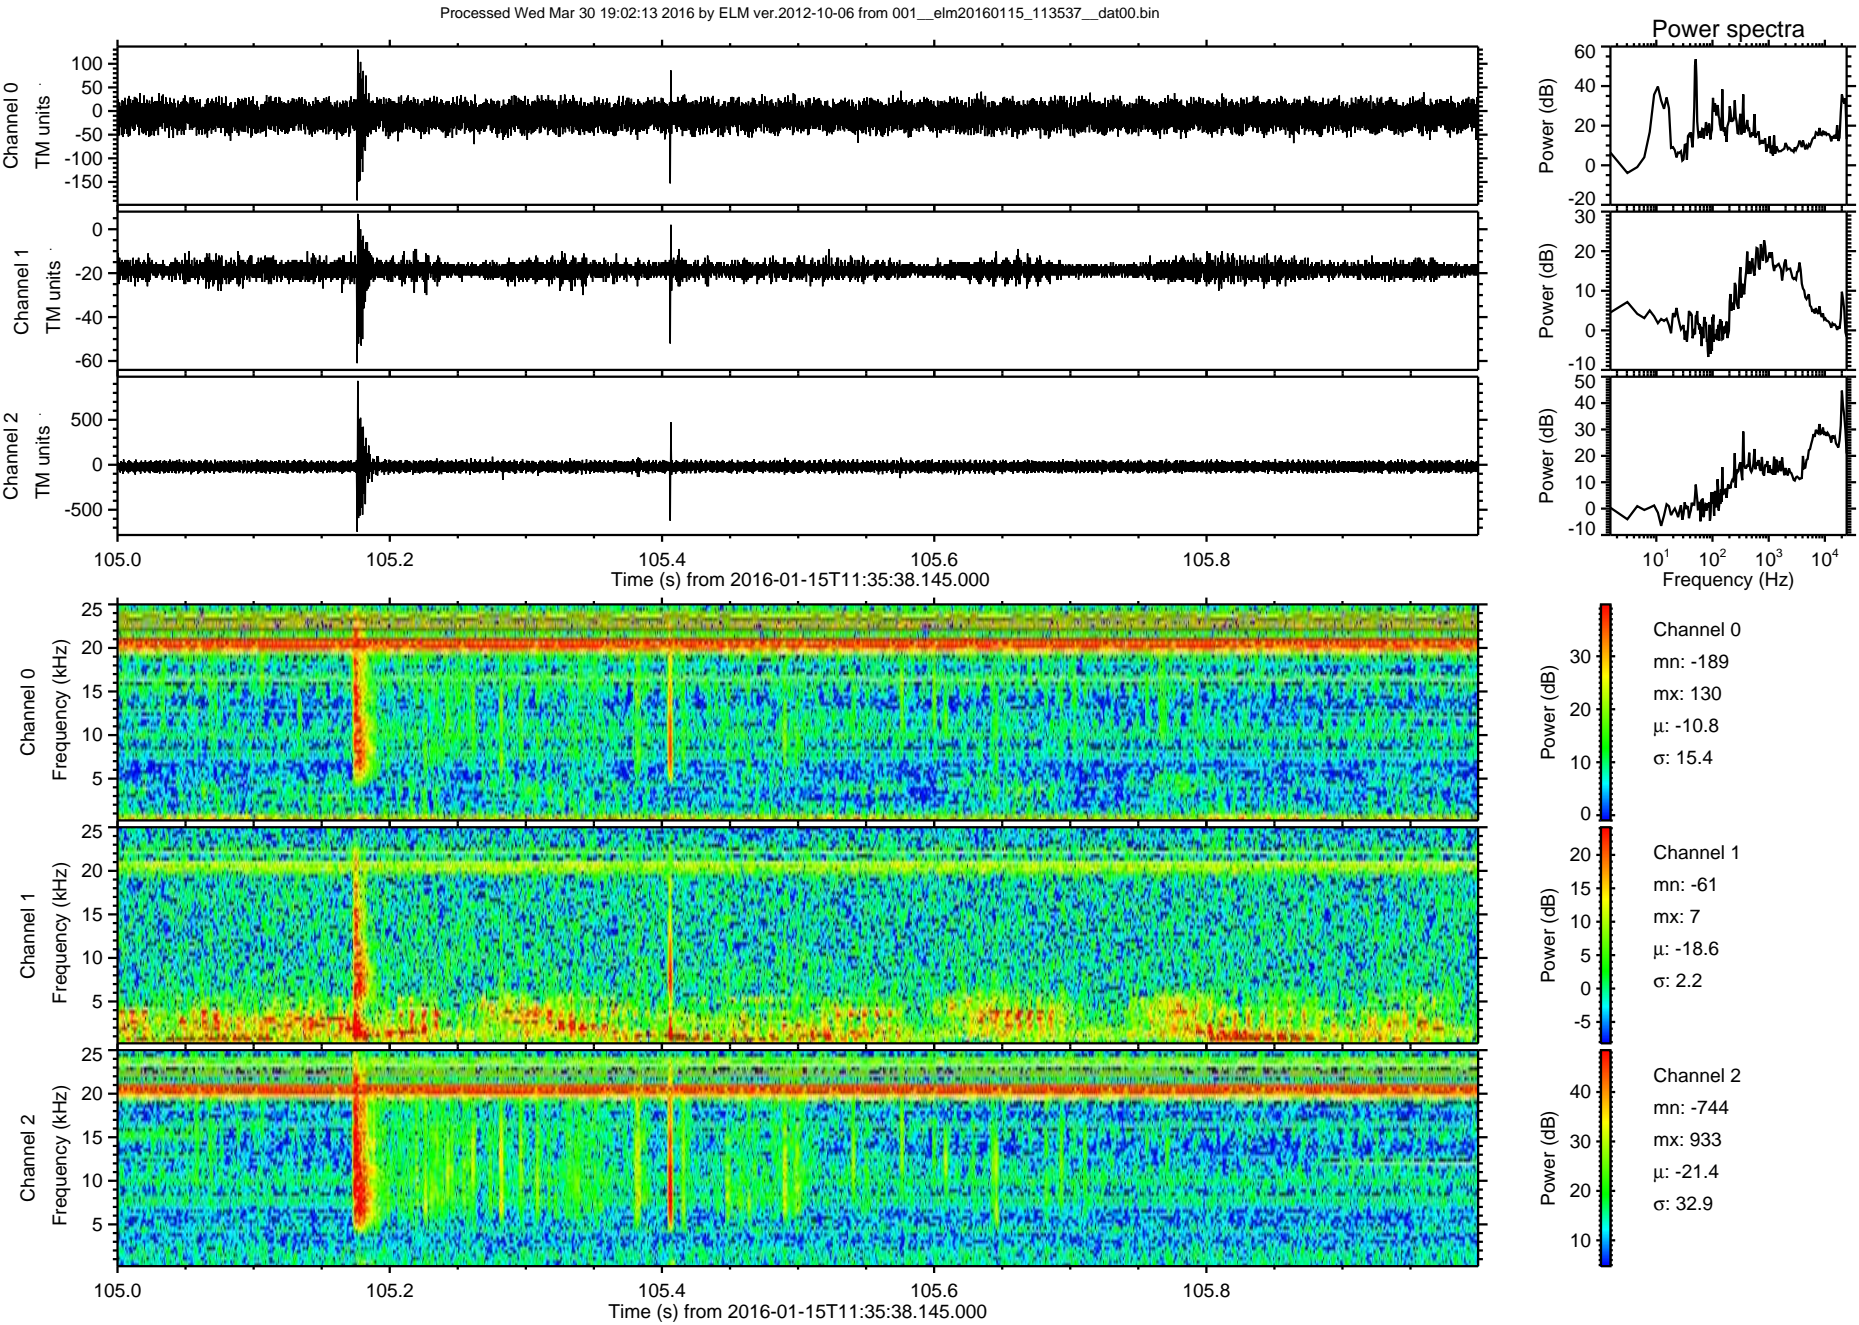 Processed Wed Mar 30 19:02:13 2016 by ELM ver.2012-10-06 from 001__elm20160115_113537__dat00.bin
Power spectra
Channel 0
TM units
100
50
0
-50
-100
-150
Power (dB)
60
40
20
0
-20
Channel 1
TM units
0
-20
-40
-60
Power (dB)
30
20
10
0
-10
Channel 2
TM units
500
0
-500
Power (dB)
50
40
30
20
10
0
-10
105.0 105.2 105.4 105.6 105.8
Time (s) from 2016-01-15T11:35:38.145.000
10^1 10^2 10^3 10^4
Frequency (Hz)
Channel 0
Frequency (kHz)
25
20
15
10
5
Power (dB)
30
20
10
0
Channel 0
mn: -189
mx: 130
μ: -10.8
σ: 15.4
Channel 1
Frequency (kHz)
25
20
15
10
5
Power (dB)
20
15
10
5
0
-5
Channel 1
mn: -61
mx: 7
μ: -18.6
σ: 2.2
Channel 2
Frequency (kHz)
25
20
15
10
5
Power (dB)
40
30
20
10
Channel 2
mn: -744
mx: 933
μ: -21.4
σ: 32.9
105.0 105.2 105.4 105.6 105.8
Time (s) from 2016-01-15T11:35:38.145.000